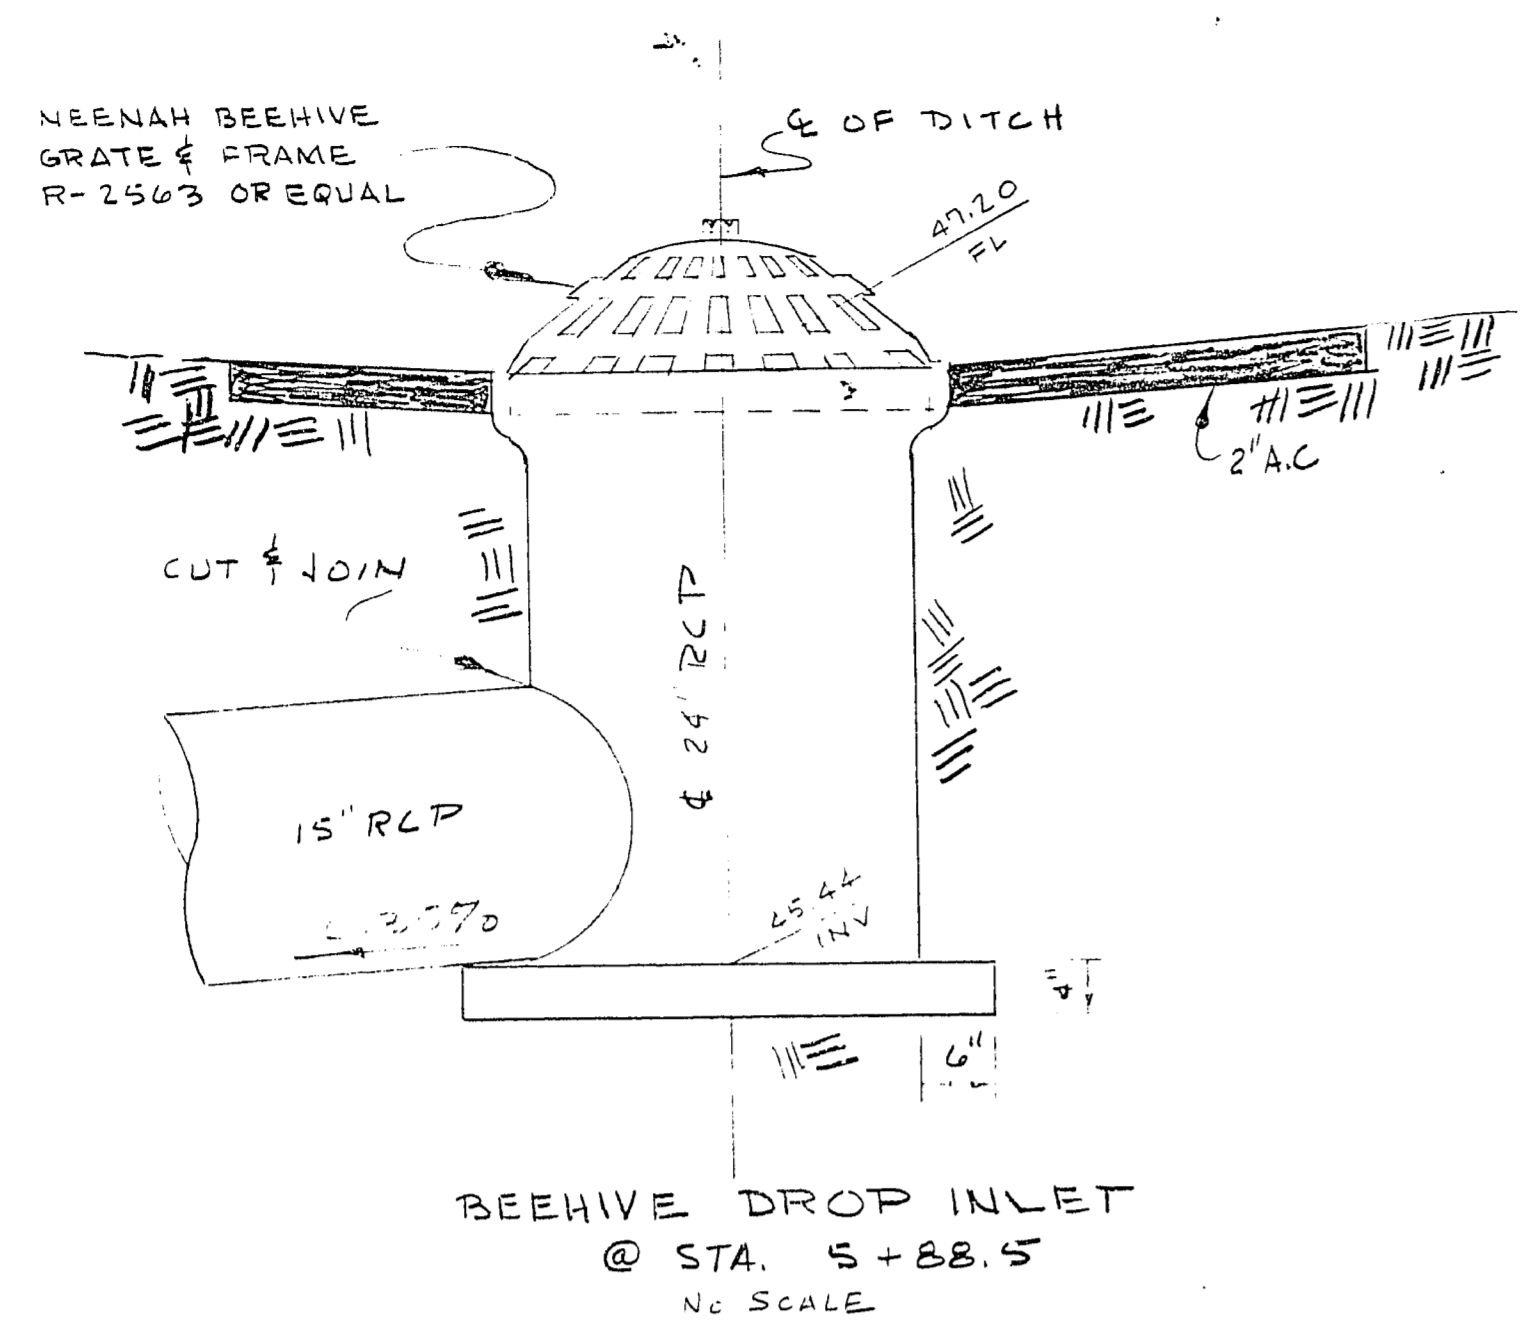 NEENAH BEEHIVE
GRATE & FRAME
R-2563 OR EQUAL
℄ OF DITCH
47.20
FL
2" A.C
CUT & JOIN
℄ 24" RCP
15" RCP
45.44
INV
4"
6"
BEEHIVE DROP INLET
@ STA. 5+88.5
No SCALE